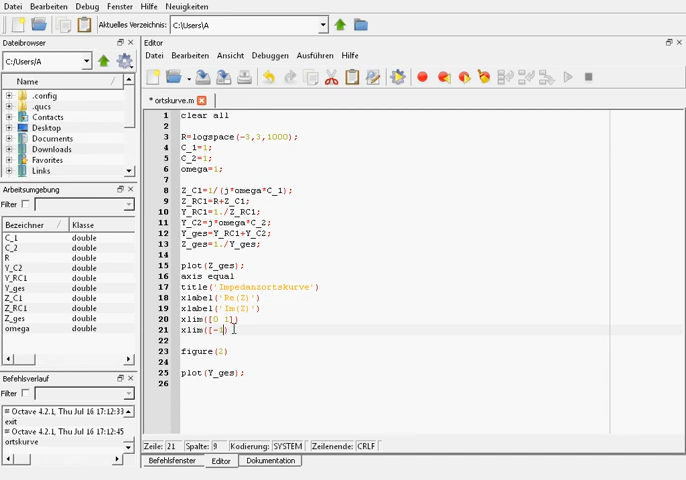 Datei Bearbeiten Debug Fenster Hilfe Neuigkeiten
Aktuelles Verzeichnis: C:\Users\A
Dateibrowser
C:/Users/A
Name
.config
.qucs
Contacts
Desktop
Documents
Downloads
Favorites
Links
Arbeitsumgebung
Filter
Bezeichner Klasse
C_1 double
C_2 double
R double
Y_C2 double
Y_RC1 double
Y_ges double
Z_C1 double
Z_RC1 double
Z_ges double
omega double
Befehlsverlauf
Filter
# Octave 4.2.1, Thu Jul 16 17:12:33
exit
# Octave 4.2.1, Thu Jul 16 17:12:45
ortskurve
Editor
Datei Bearbeiten Ansicht Debuggen Ausführen Hilfe
* ortskurve.m
1 clear all
2
3 R=logspace(-3,3,1000);
4 C_1=1;
5 C_2=1;
6 omega=1;
7
8 Z_C1=1/(j*omega*C_1);
9 Z_RC1=R+Z_C1;
10 Y_RC1=1./Z_RC1;
11 Y_C2=j*omega*C_2;
12 Y_ges=Y_RC1+Y_C2;
13 Z_ges=1./Y_ges;
14
15 plot(Z_ges);
16 axis equal
17 title('Impedanzortskurve')
18 xlabel('Re(Z)')
19 xlabel('Im(Z)')
20 xlim([0 1])
21 xlim([-1)
22
23 figure(2)
24
25 plot(Y_ges);
26
Zeile: 21 Spalte: 9 Kodierung: SYSTEM Zeilenende: CRLF
Befehlsfenster Editor Dokumentation